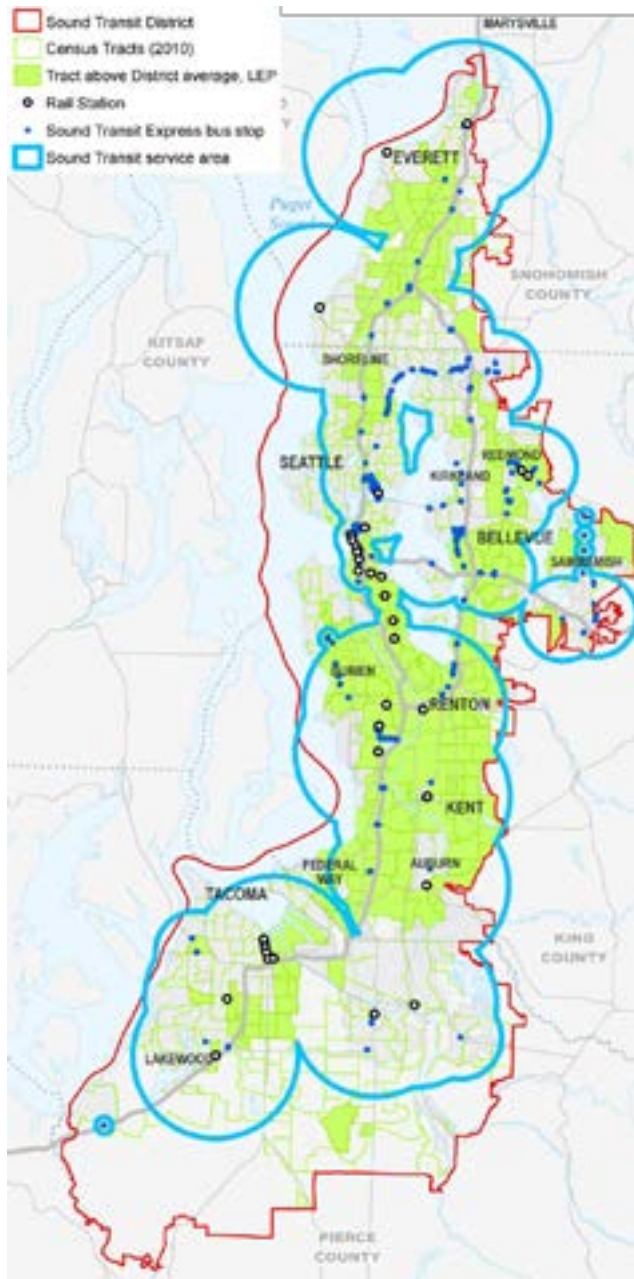 Sound Transit District
Census Tracts (2010)
Tract above District average, LEP
Rail Station
Sound Transit Express bus stop
Sound Transit service area
MARYSVILLE
EVERETT
Puget
Sound
SNOHOMISH
COUNTY
KITSAP
COUNTY
SHORELINE
SEATTLE
KIRKLAND
REDMOND
BELLEVUE
SAMMAMISH
BURIEN
RENTON
KENT
FEDERAL
WAY
AUBURN
TACOMA
KING
COUNTY
LAKEWOOD
PIERCE
COUNTY